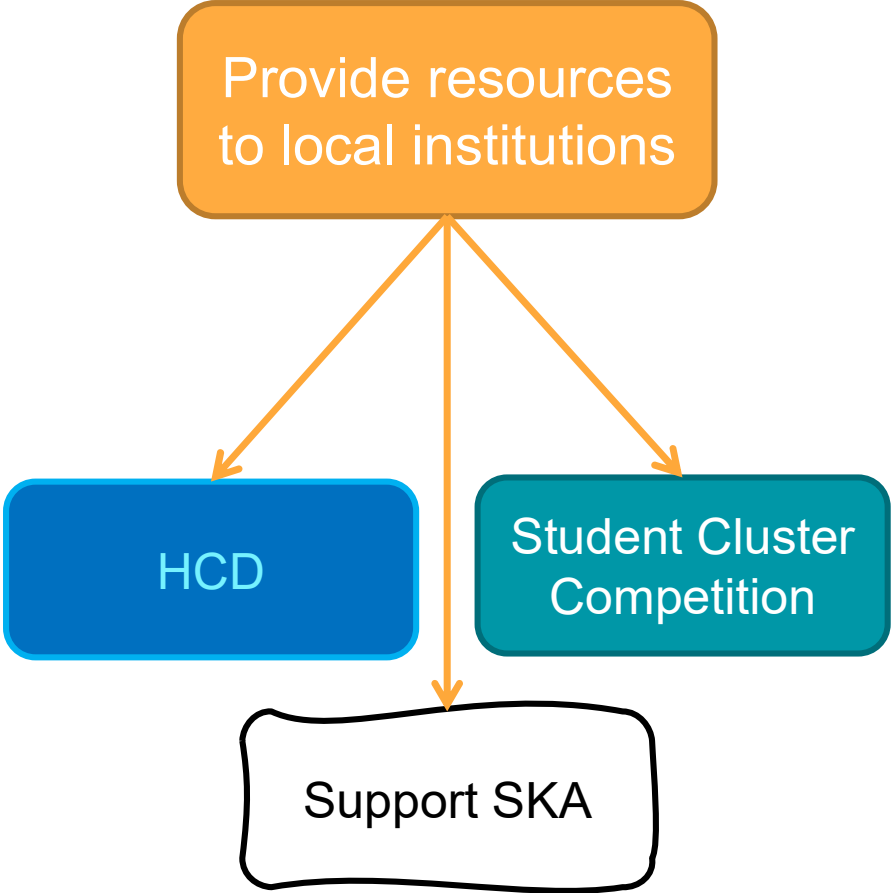 Provide resources
to local institutions
HCD
Student Cluster
Competition
Support SKA